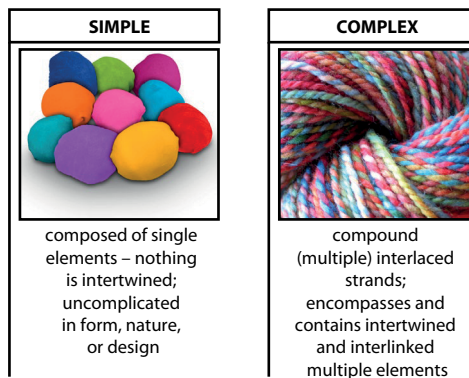 SIMPLE
composed of single
elements – nothing
is intertwined;
uncomplicated
in form, nature,
or design
COMPLEX
compound
(multiple) interlaced
strands;
encompasses and
contains intertwined
and interlinked
multiple elements